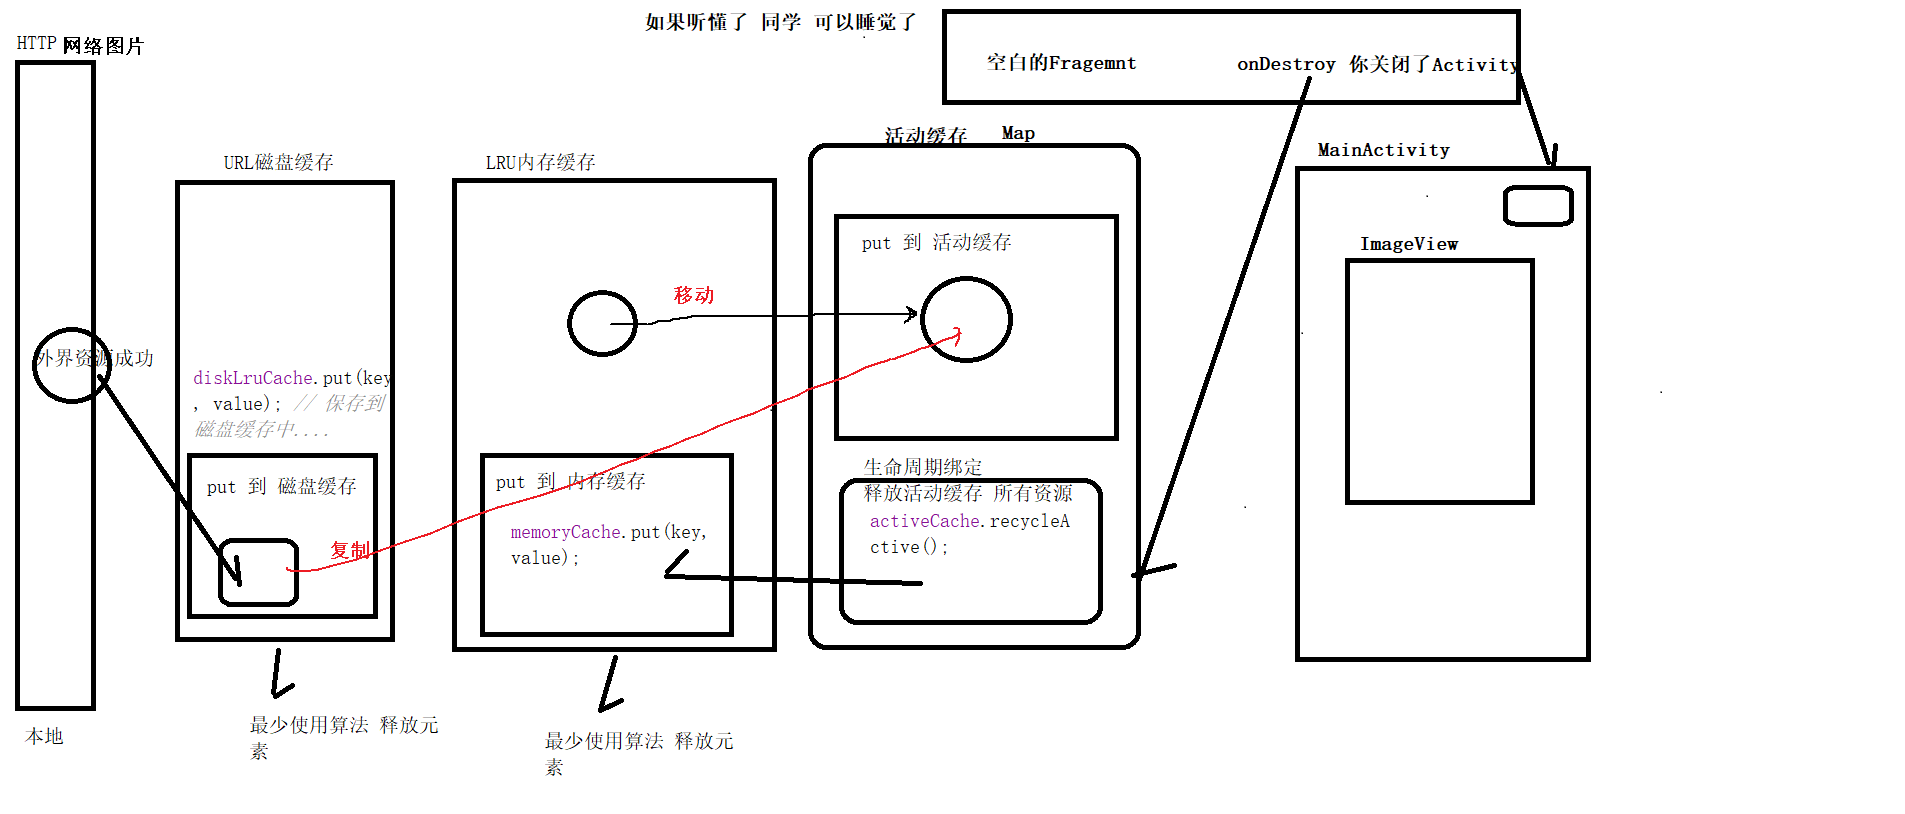 如果听懂了 同学 可以睡觉了
HTTP 网络图片
空白的Fragemnt
onDestroy 你关闭了Activity
活动缓存 Map
MainActivity
URL磁盘缓存
LRU内存缓存
put 到 活动缓存
ImageView
移动
外界资源成功
diskLruCache.put(key
, value); // 保存到
磁盘缓存中....
put 到 磁盘缓存
put 到 内存缓存
生命周期绑定
释放活动缓存 所有资源
activeCache.recycleA
ctive();
memoryCache.put(key,
value);
复制
本地
最少使用算法 释放元
素
最少使用算法 释放元
素